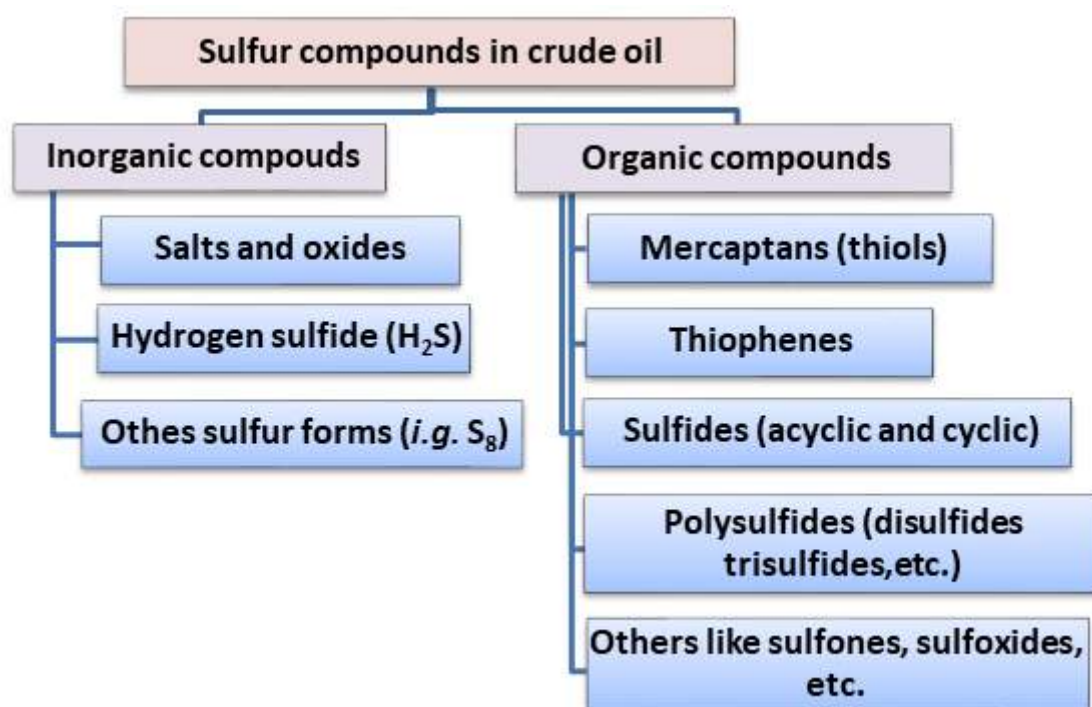 Sulfur compounds in crude oil
Inorganic compouds
Salts and oxides
Hydrogen sulfide (H₂S)
Othes sulfur forms (i.g. S₈)
Organic compounds
Mercaptans (thiols)
Thiophenes
Sulfides (acyclic and cyclic)
Polysulfides (disulfides
trisulfides,etc.)
Others like sulfones, sulfoxides,
etc.